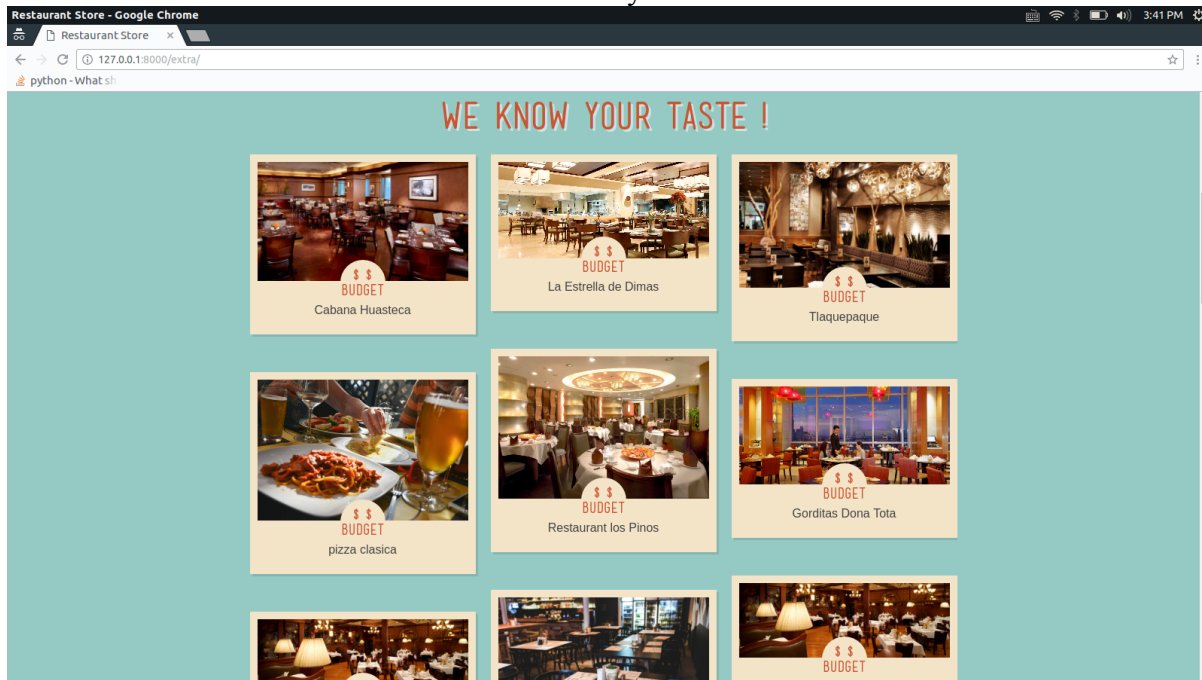 Restaurant Store - Google Chrome
3:41 PM
Restaurant Store ×
127.0.0.1:8000/extra/
python - What sh
WE KNOW YOUR TASTE !
$ $
BUDGET
Cabana Huasteca
$ $
BUDGET
La Estrella de Dimas
$ $
BUDGET
Tlaquepaque
$ $
BUDGET
pizza clasica
$ $
BUDGET
Restaurant los Pinos
$ $
BUDGET
Gorditas Dona Tota
$ $
BUDGET